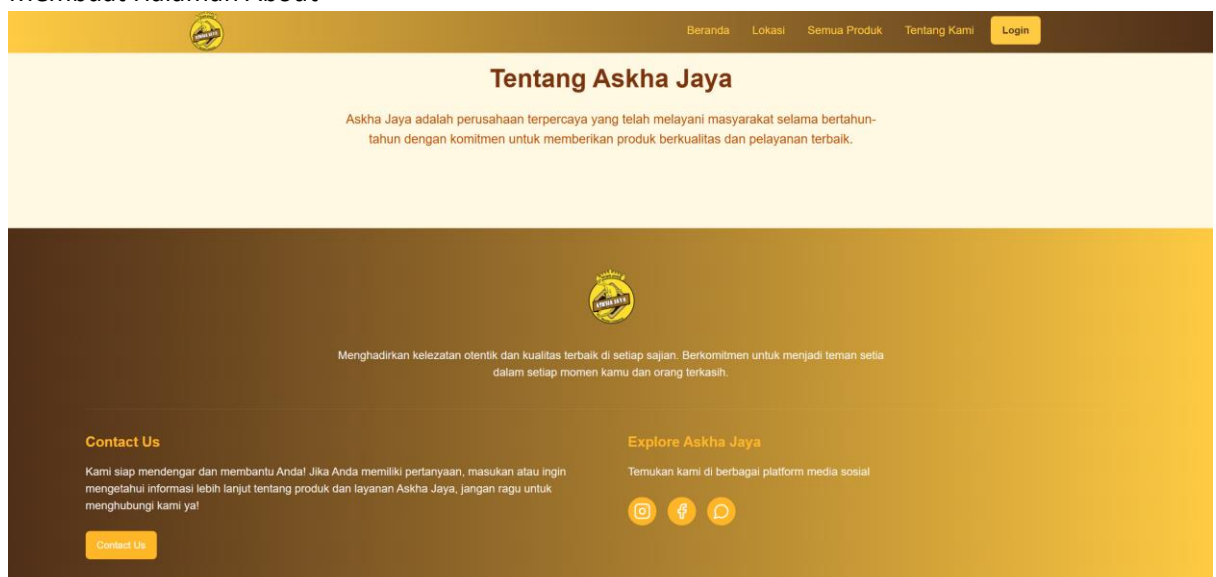 Beranda Lokasi Semua Produk Tentang Kami Login
Tentang Askha Jaya
Askha Jaya adalah perusahaan terpercaya yang telah melayani masyarakat selama bertahun-
tahun dengan komitmen untuk memberikan produk berkualitas dan pelayanan terbaik.
ASKHA JAYA
Menghadirkan kelezatan otentik dan kualitas terbaik di setiap sajian. Berkomitmen untuk menjadi teman setia
dalam setiap momen kamu dan orang terkasih.
Contact Us
Kami siap mendengar dan membantu Anda! Jika Anda memiliki pertanyaan, masukan atau ingin
mengetahui informasi lebih lanjut tentang produk dan layanan Askha Jaya, jangan ragu untuk
menghubungi kami ya!
Contact Us
Explore Askha Jaya
Temukan kami di berbagai platform media sosial